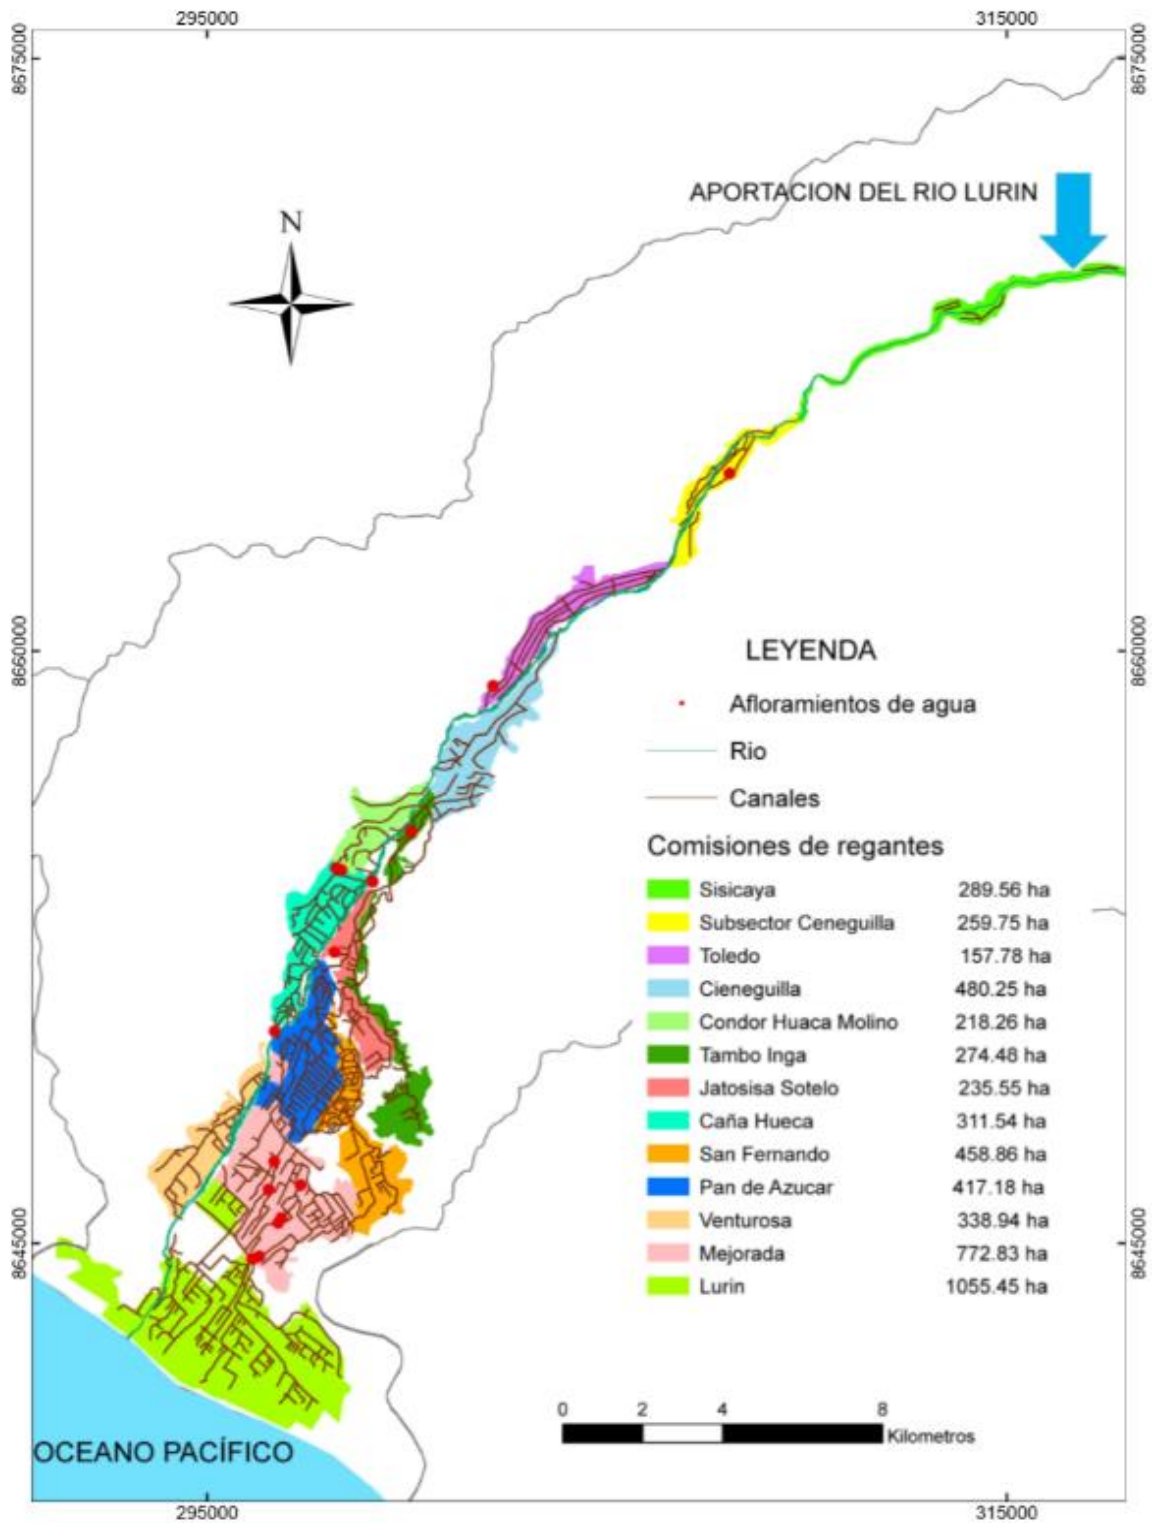 295000 315000
8675000 8675000
APORTACION DEL RIO LURIN
N
8660000 8660000
LEYENDA
Afloramientos de agua
Rio
Canales
Comisiones de regantes
Sisicaya 289.56 ha
Subsector Ceneguilla 259.75 ha
Toledo 157.78 ha
Cieneguilla 480.25 ha
Condor Huaca Molino 218.26 ha
Tambo Inga 274.48 ha
Jatosisa Sotelo 235.55 ha
Caña Hueca 311.54 ha
San Fernando 458.86 ha
Pan de Azucar 417.18 ha
Venturosa 338.94 ha
Mejorada 772.83 ha
Lurin 1055.45 ha
8645000 8645000
0 2 4 8
Kilometros
OCEANO PACÍFICO
295000 315000